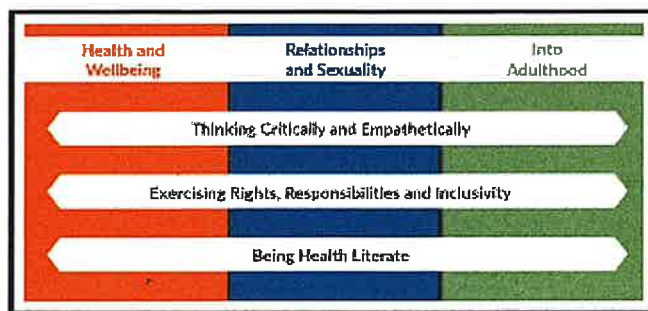 Health and
Wellbeing
Relationships
and Sexuality
Into
Adulthood
Thinking Critically and Empathetically
Exercising Rights, Responsibilities and Inclusivity
Being Health Literate